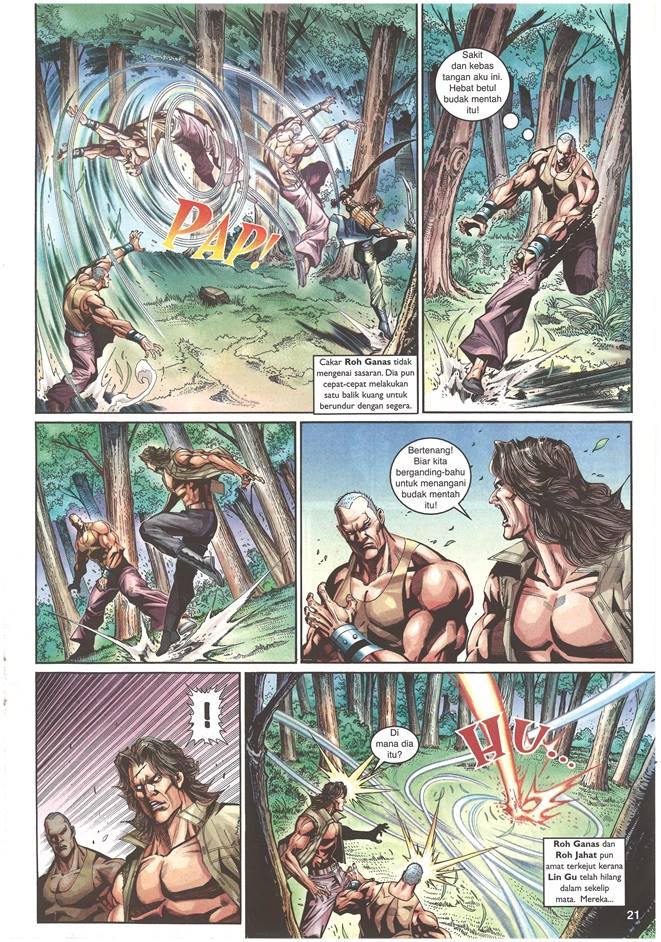 PAP!
Cakar Roh Ganas tidak
mengenai sasaran. Dia pun
cepat-cepat melakukan
satu balik kuang untuk
berundur dengan segera.
Sakit
dan kebas
tangan aku ini.
Hebat betul
budak mentah
itu!
Bertenang!
Biar kita
berganding-bahu
untuk menangani
budak mentah
itu!
!
Di
mana dia
itu?
HU...
Roh Ganas dan
Roh Jahat pun
amat terkejut kerana
Lin Gu telah hilang
dalam sekelip
mata. Mereka...
21